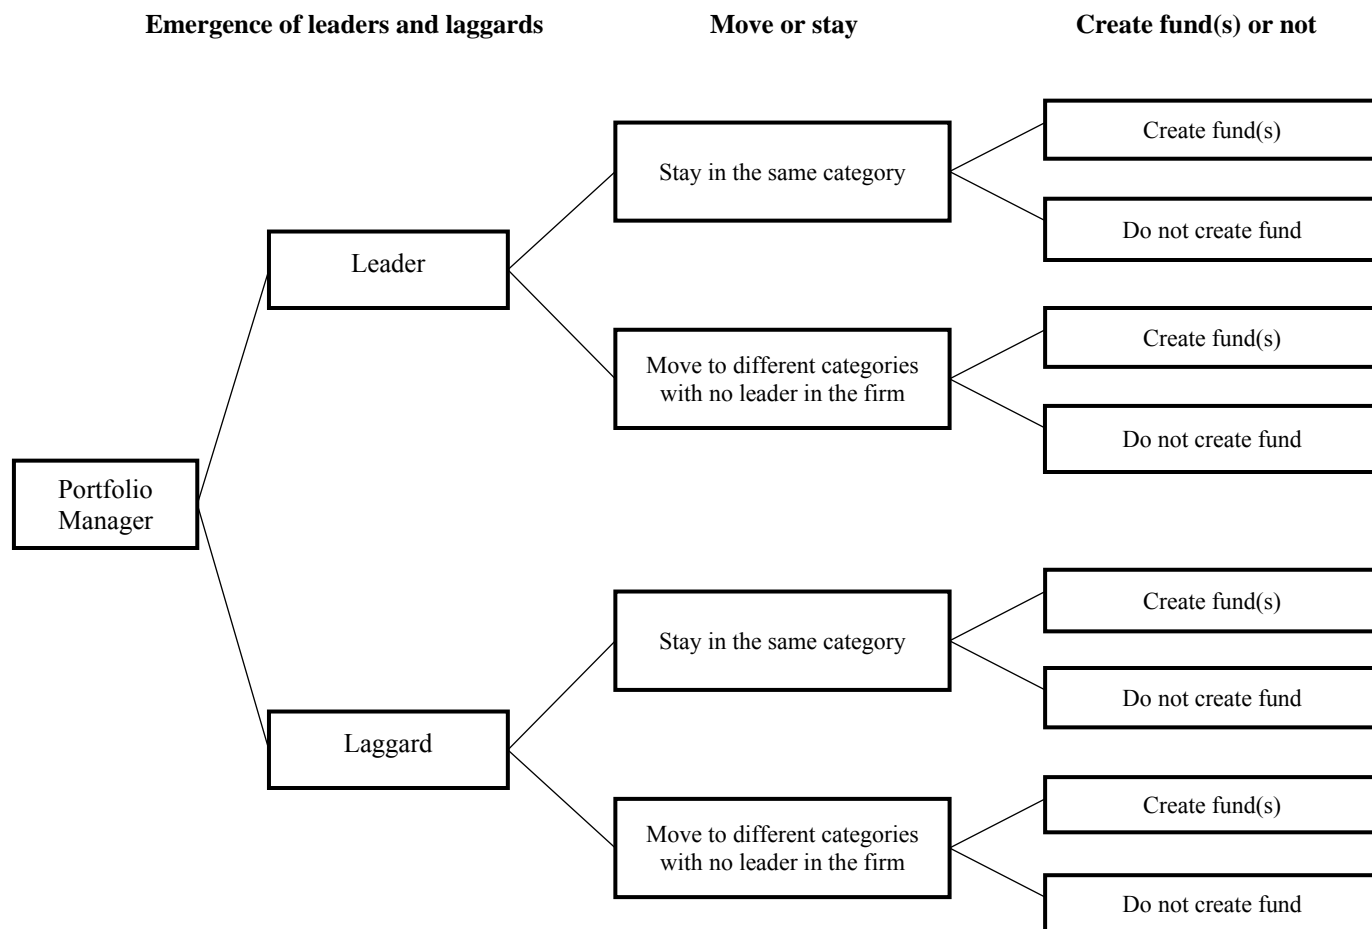 Emergence of leaders and laggards
Move or stay
Create fund(s) or not
Create fund(s)
Stay in the same category
Do not create fund
Leader
Create fund(s)
Move to different categories
with no leader in the firm
Do not create fund
Portfolio
Manager
Create fund(s)
Stay in the same category
Do not create fund
Laggard
Create fund(s)
Move to different categories
with no leader in the firm
Do not create fund